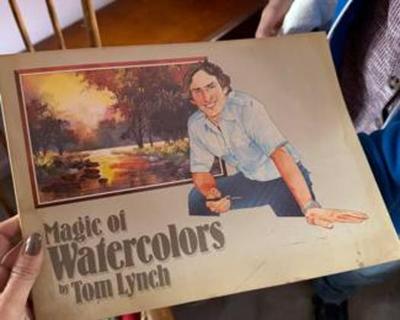 Magic of
Watercolors
by Tom Lynch